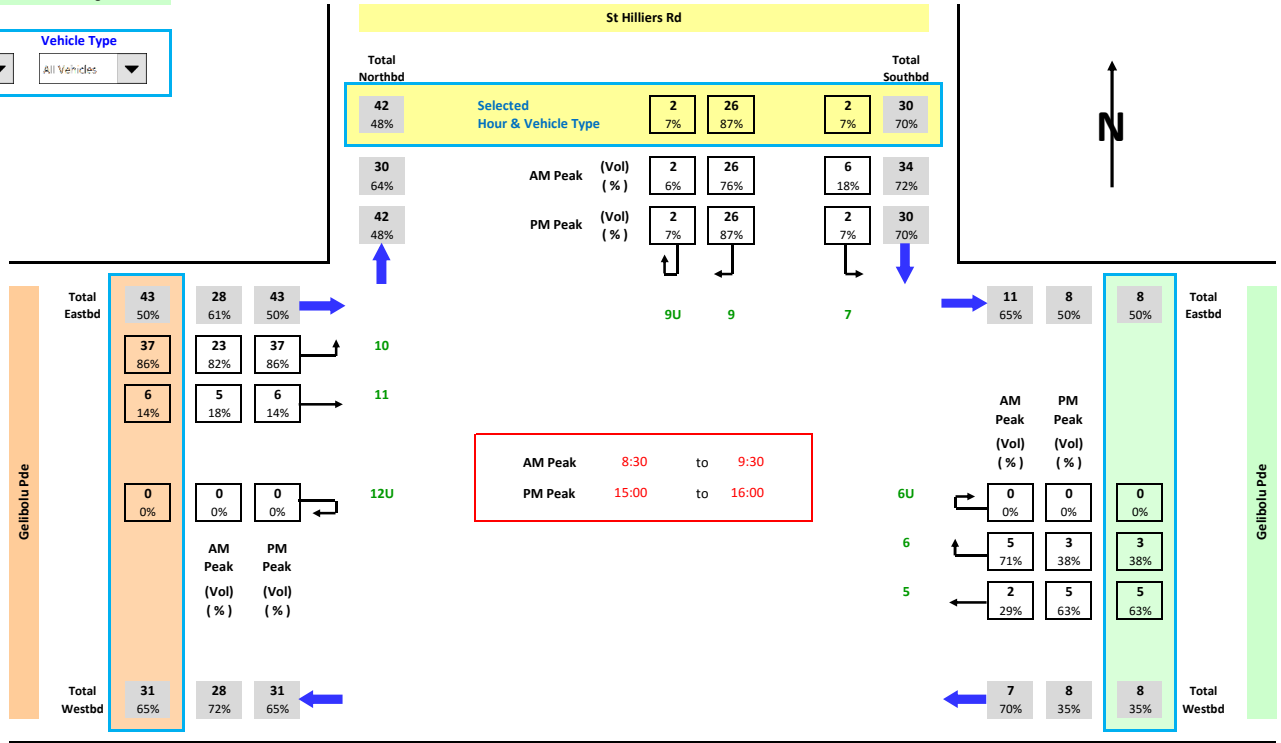 St Hilliers Rd
Vehicle Type
All Vehicles
Total Northbd
Total Southbd
42 Selected 2 26 2 30
48% Hour & Vehicle Type 7% 87% 7% 70%
30 AM Peak (Vol) 2 26 6 34
64% ( % ) 6% 76% 18% 72%
42 PM Peak (Vol) 2 26 2 30
48% ( % ) 7% 87% 7% 70%
N
9U 9 7
Gelibolu Pde
Total Eastbd
43 28 43
50% 61% 50%
37 23 37
86% 82% 86%
10
6 5 6
14% 18% 14%
11
0 0 0
0% 0% 0%
12U
AM PM
Peak Peak
(Vol) (Vol)
( % ) ( % )
Total Westbd
31 28 31
65% 72% 65%
AM Peak 8:30 to 9:30
PM Peak 15:00 to 16:00
11 8 8
65% 50% 50%
Total Eastbd
AM PM
Peak Peak
(Vol) (Vol)
( % ) ( % )
6U
0 0 0
0% 0% 0%
6
5 3 3
71% 38% 38%
5
2 5 5
29% 63% 63%
7 8 8
70% 35% 35%
Total Westbd
Gelibolu Pde